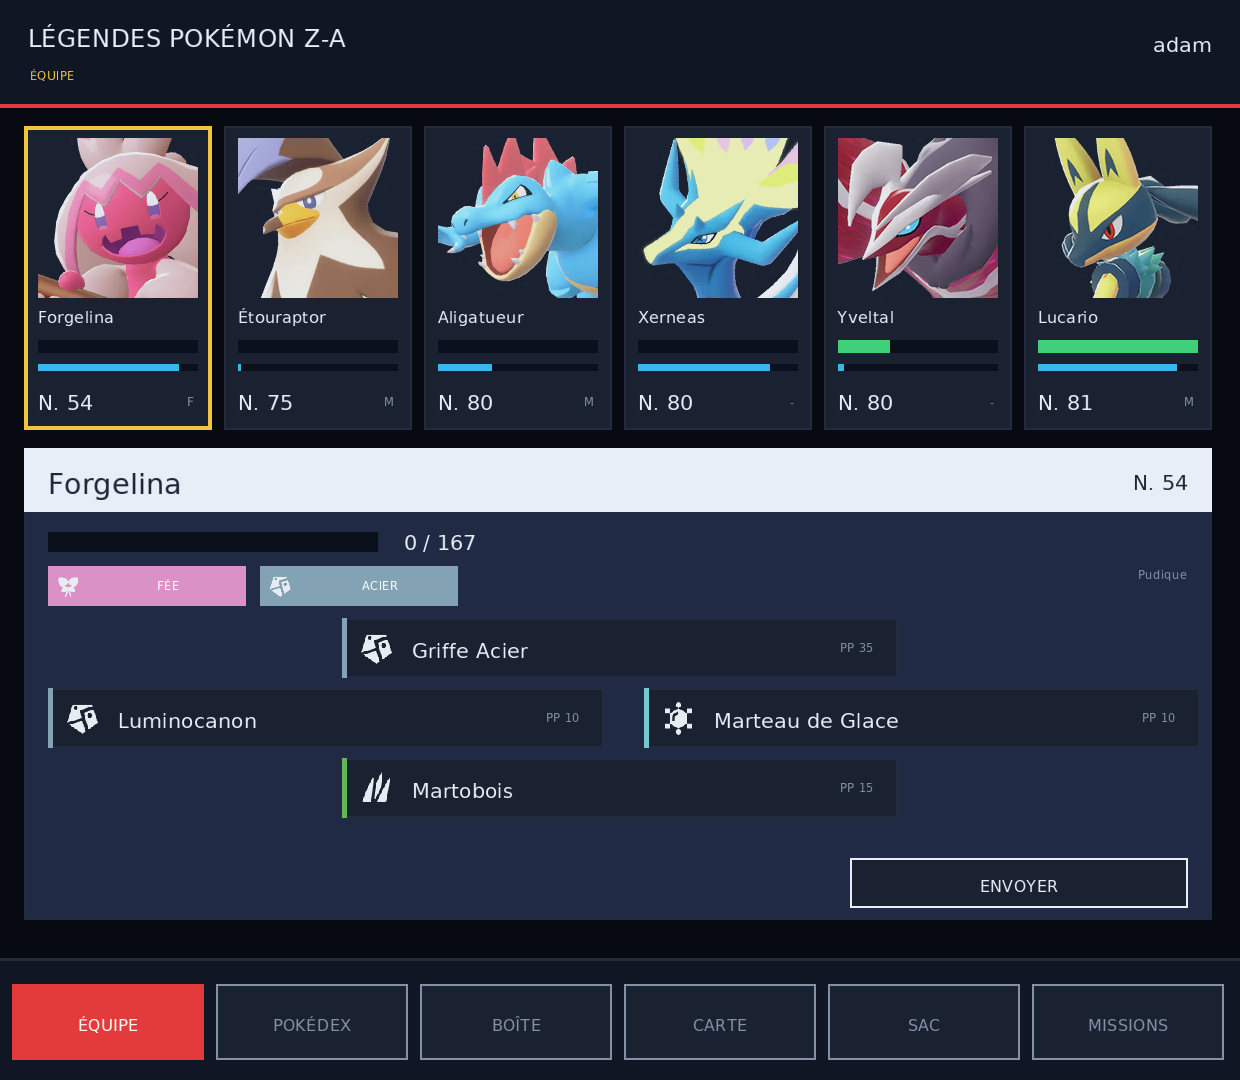 LÉGENDES POKÉMON Z-A
adam
ÉQUIPE
Forgelina
N. 54 F
Étouraptor
N. 75 M
Aligatueur
N. 80 M
Xerneas
N. 80 -
Yveltal
N. 80 -
Lucario
N. 81 M
Forgelina
N. 54
0 / 167
FÉE
ACIER
Pudique
Griffe Acier PP 35
Luminocanon PP 10
Marteau de Glace PP 10
Martobois PP 15
ENVOYER
ÉQUIPE
POKÉDEX
BOÎTE
CARTE
SAC
MISSIONS